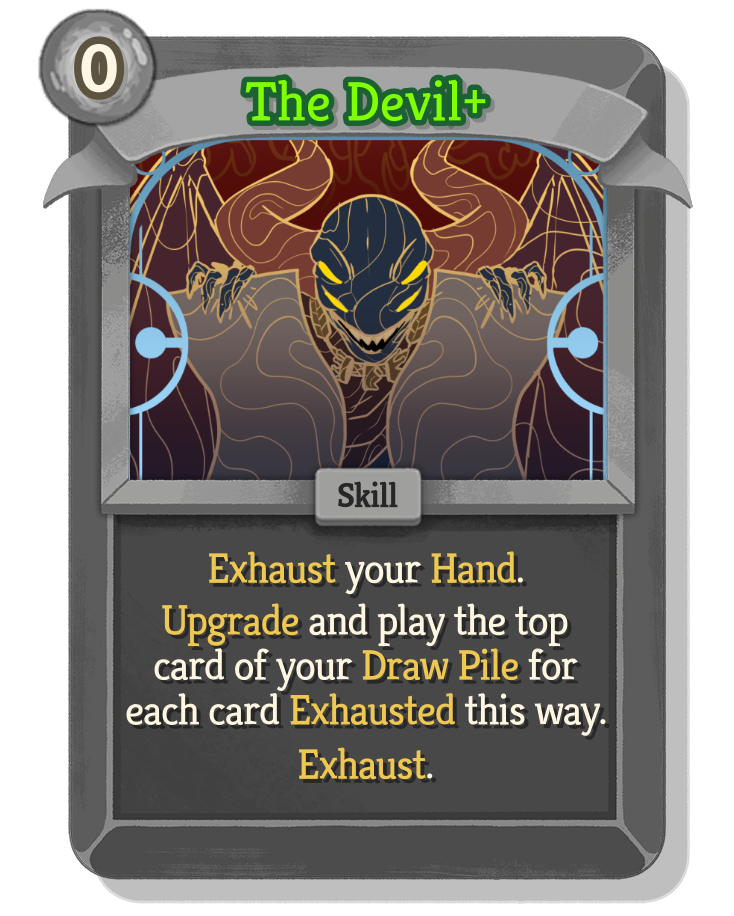 0
The Devil+
Skill
Exhaust your Hand.
Upgrade and play the top
card of your Draw Pile for
each card Exhausted this way.
Exhaust.